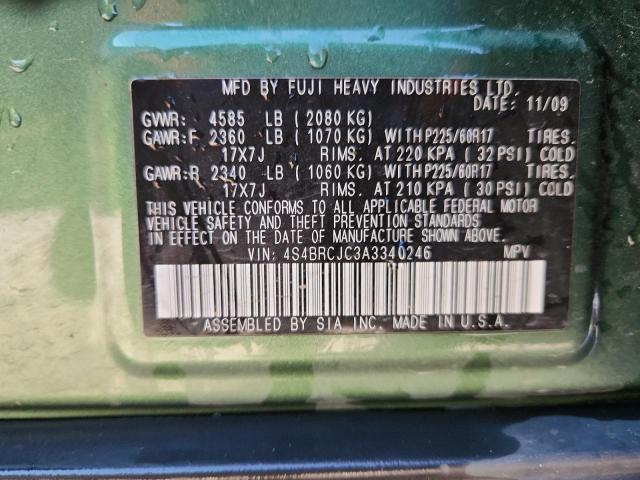 MFD BY FUJI HEAVY INDUSTRIES LTD.
DATE: 11/09
GVWR: 4585 LB ( 2080 KG)
GAWR:F 2360 LB ( 1070 KG) WITH P225/60R17 TIRES.
17X7J RIMS. AT 220 KPA ( 32 PSI) COLD
GAWR:R 2340 LB ( 1060 KG) WITH P225/60R17 TIRES.
17X7J RIMS. AT 210 KPA ( 30 PSI) COLD
THIS VEHICLE CONFORMS TO ALL APPLICABLE FEDERAL MOTOR
VEHICLE SAFETY AND THEFT PREVENTION STANDARDS
IN EFFECT ON THE DATE OF MANUFACTURE SHOWN ABOVE.
VIN: 4S4BRCJC3A3340246 MPV
ASSEMBLED BY SIA INC. MADE IN U.S.A.